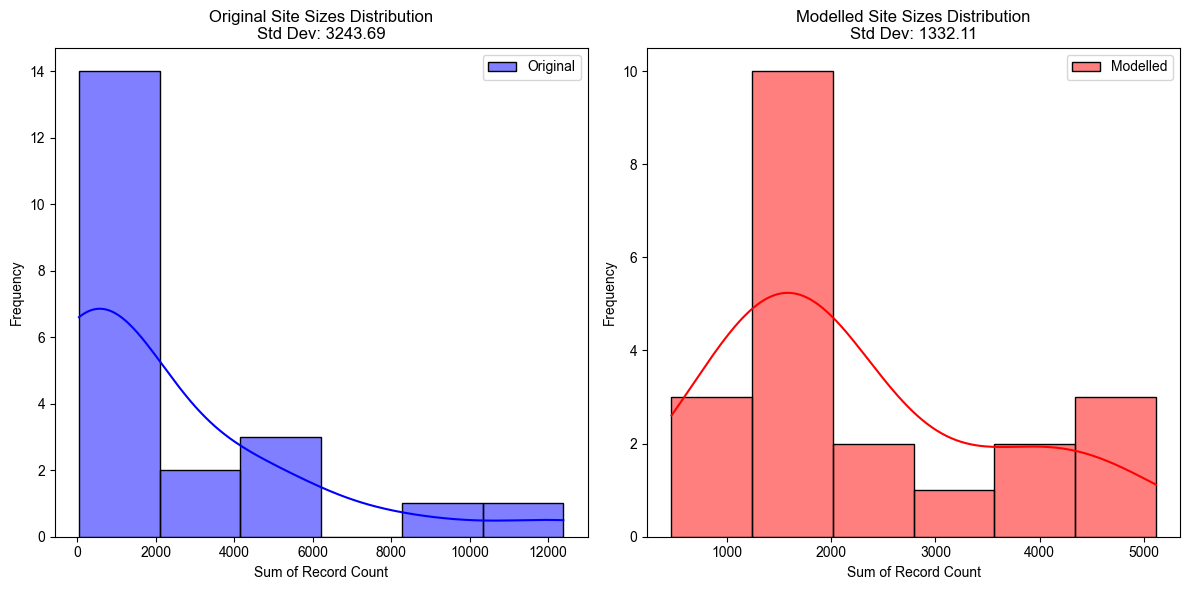 Original Site Sizes Distribution
Std Dev: 3243.69
Original
14
12
10
8
6
4
2
0
Frequency
0 2000 4000 6000 8000 10000 12000
Sum of Record Count
Modelled Site Sizes Distribution
Std Dev: 1332.11
Modelled
10
8
6
4
2
0
Frequency
1000 2000 3000 4000 5000
Sum of Record Count